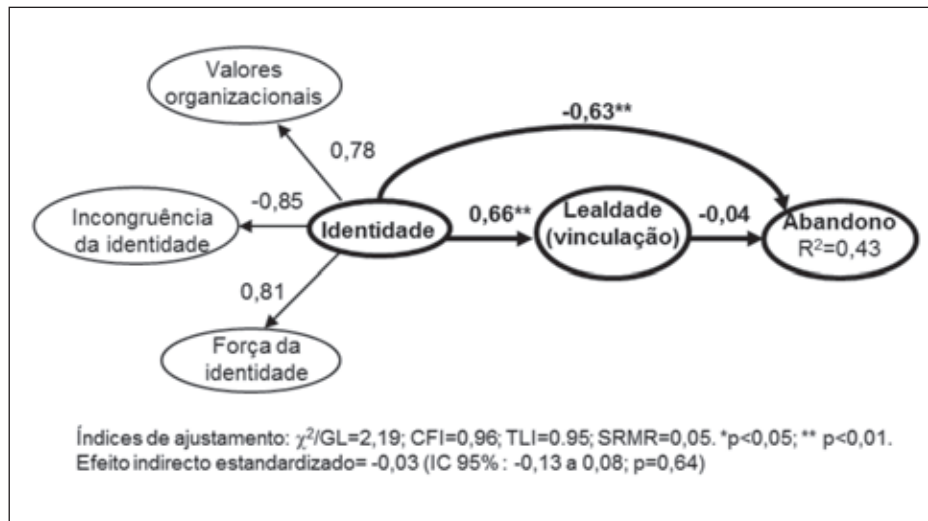 Valores
organizacionais
-0,63**
0,78
Incongruência
da identidade
-0,85
Identidade
0,66**
Lealdade
(vinculação)
-0,04
Abandono
R²=0,43
0,81
Força da
identidade
Índices de ajustamento: χ²/GL=2,19; CFI=0,96; TLI=0.95; SRMR=0,05. *p<0,05; ** p<0,01.
Efeito indirecto estandardizado= -0,03 (IC 95% : -0,13 a 0,08; p=0,64)